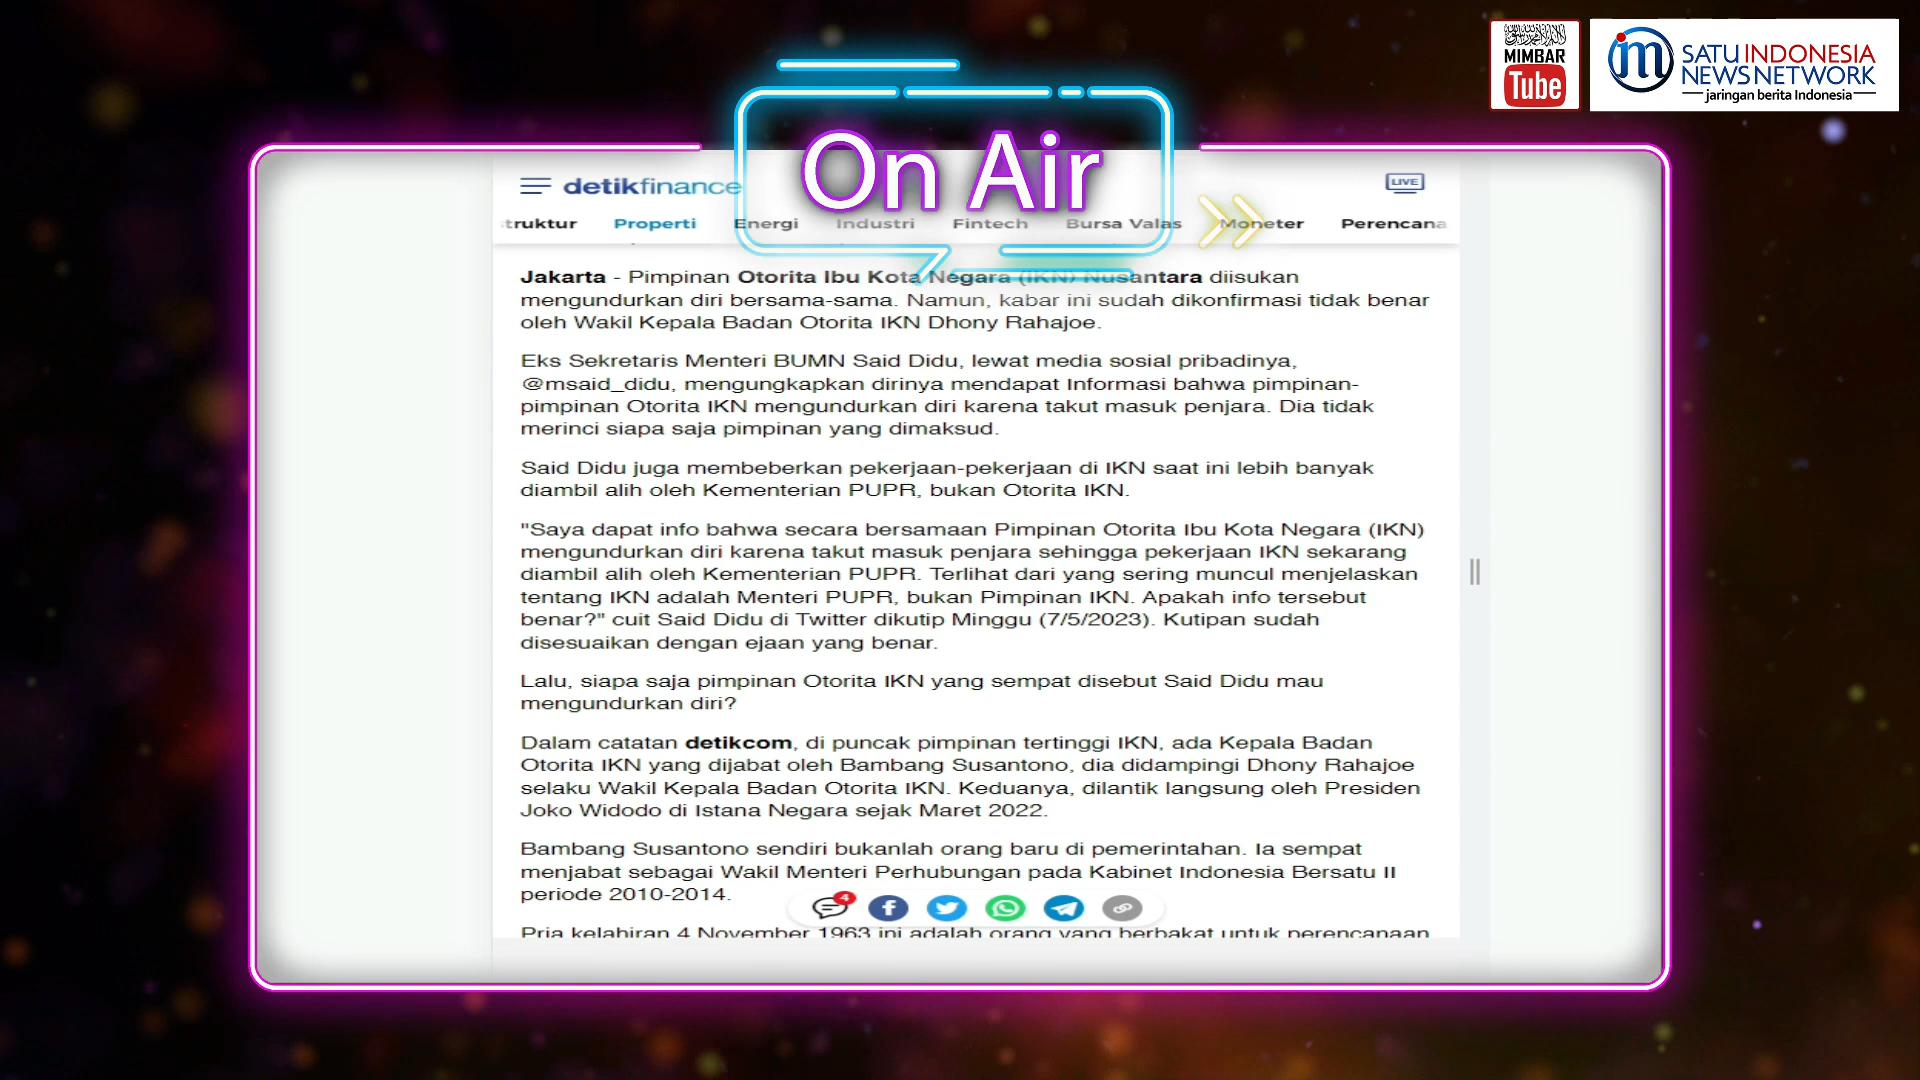 MIMBAR
Tube
SATU INDONESIA
NEWS NETWORK
jaringan berita Indonesia
On Air
detikfinance
LIVE
truktur Properti Energi Industri Fintech Bursa Valas Moneter Perencana
Jakarta - Pimpinan Otorita Ibu Kota Negara (IKN) Nusantara diisukan
mengundurkan diri bersama-sama. Namun, kabar ini sudah dikonfirmasi tidak benar
oleh Wakil Kepala Badan Otorita IKN Dhony Rahajoe.
Eks Sekretaris Menteri BUMN Said Didu, lewat media sosial pribadinya,
@msaid_didu, mengungkapkan dirinya mendapat Informasi bahwa pimpinan-
pimpinan Otorita IKN mengundurkan diri karena takut masuk penjara. Dia tidak
merinci siapa saja pimpinan yang dimaksud.
Said Didu juga membeberkan pekerjaan-pekerjaan di IKN saat ini lebih banyak
diambil alih oleh Kementerian PUPR, bukan Otorita IKN.
"Saya dapat info bahwa secara bersamaan Pimpinan Otorita Ibu Kota Negara (IKN)
mengundurkan diri karena takut masuk penjara sehingga pekerjaan IKN sekarang
diambil alih oleh Kementerian PUPR. Terlihat dari yang sering muncul menjelaskan
tentang IKN adalah Menteri PUPR, bukan Pimpinan IKN. Apakah info tersebut
benar?" cuit Said Didu di Twitter dikutip Minggu (7/5/2023). Kutipan sudah
disesuaikan dengan ejaan yang benar.
Lalu, siapa saja pimpinan Otorita IKN yang sempat disebut Said Didu mau
mengundurkan diri?
Dalam catatan detikcom, di puncak pimpinan tertinggi IKN, ada Kepala Badan
Otorita IKN yang dijabat oleh Bambang Susantono, dia didampingi Dhony Rahajoe
selaku Wakil Kepala Badan Otorita IKN. Keduanya, dilantik langsung oleh Presiden
Joko Widodo di Istana Negara sejak Maret 2022.
Bambang Susantono sendiri bukanlah orang baru di pemerintahan. Ia sempat
menjabat sebagai Wakil Menteri Perhubungan pada Kabinet Indonesia Bersatu II
periode 2010-2014.
4
Pria kelahiran 4 November 1963 ini adalah orang yang berbakat untuk perencanaan